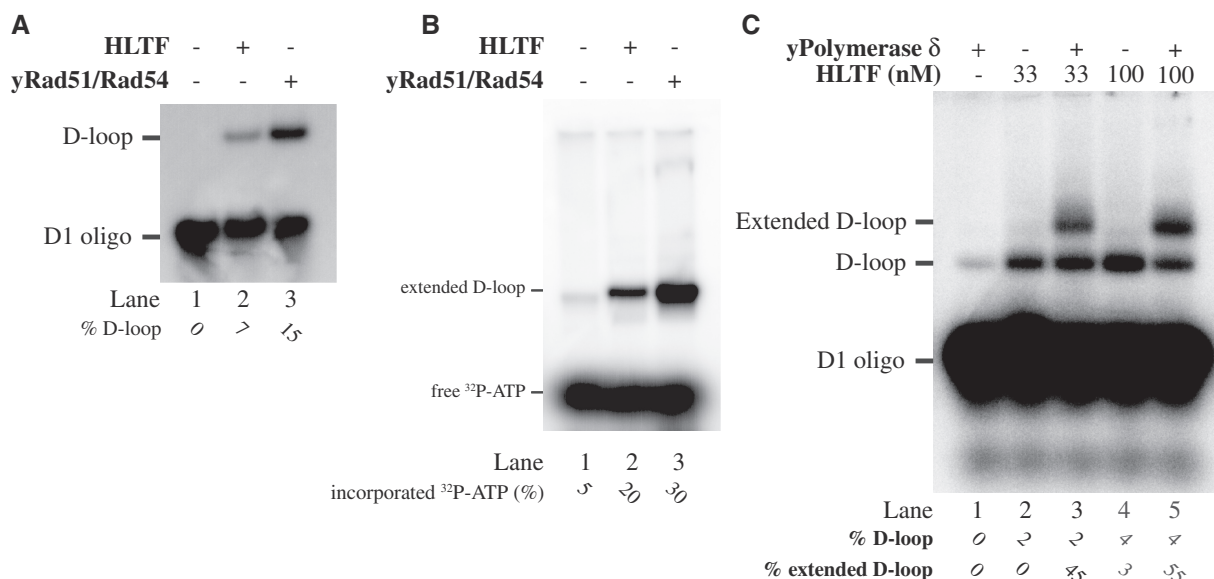 A
HLTF - + -
yRad51/Rad54 - - +
D-loop
D1 oligo
Lane 1 2 3
% D-loop 0 7 15
B
HLTF - + -
yRad51/Rad54 - - +
extended D-loop
free ³²P-ATP
Lane 1 2 3
incorporated ³²P-ATP (%) 5 20 30
C
yPolymerase δ + - + - +
HLTF (nM) - 33 33 100 100
Extended D-loop
D-loop
D1 oligo
Lane 1 2 3 4 5
% D-loop 0 2 2 4 4
% extended D-loop 0 0 45 3 55